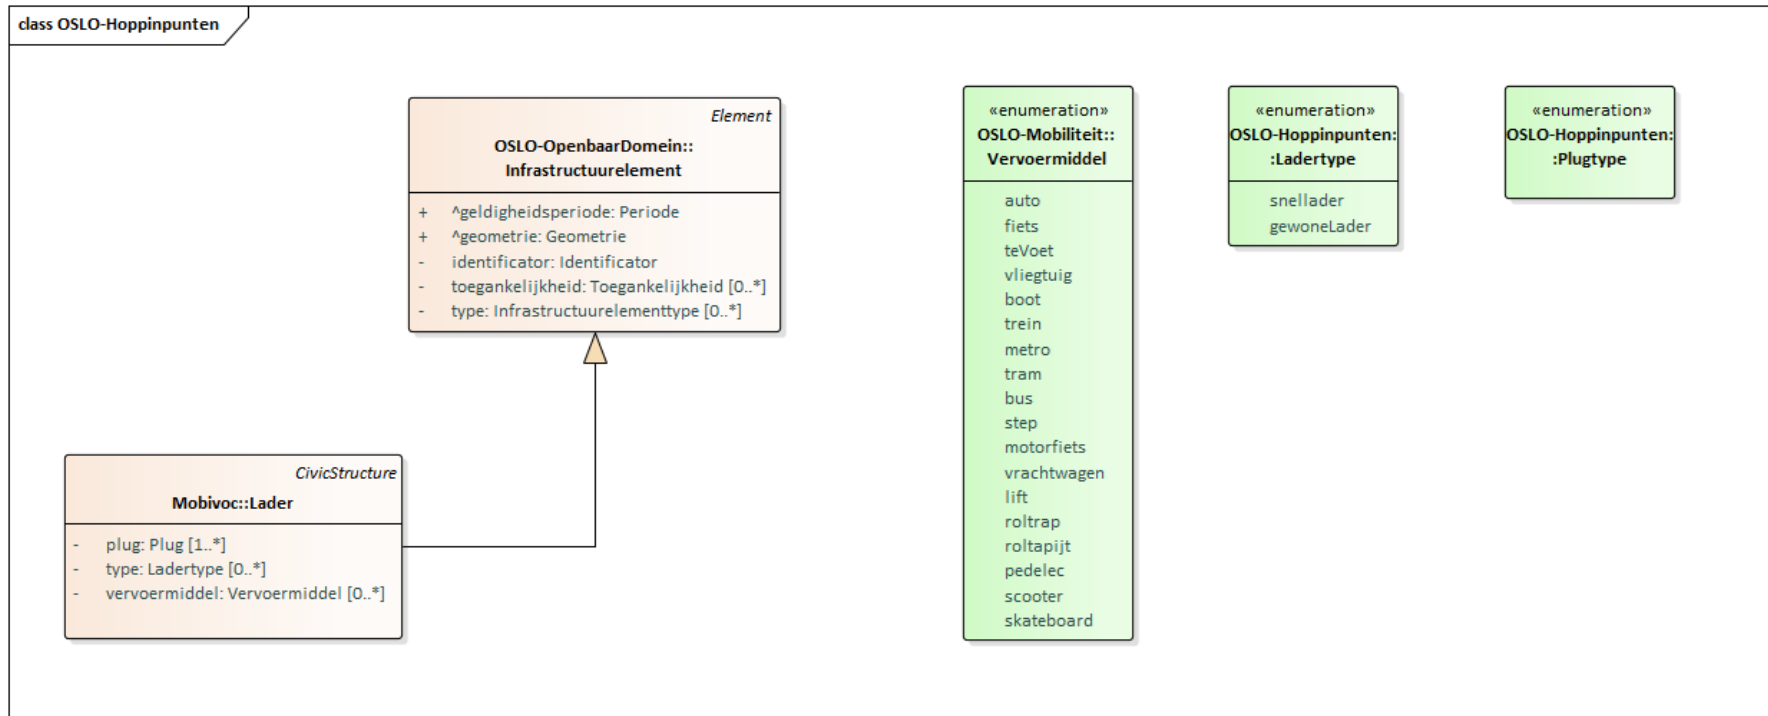 class OSLO-Hoppinpunten
Element
OSLO-OpenbaarDomein::
Infrastructuurelement
+ ^geldigheidsperiode: Periode
+ ^geometrie: Geometrie
- identificator: Identificator
- toegankelijkheid: Toegankelijkheid [0..*]
- type: Infrastructuurelementtype [0..*]
CivicStructure
Mobivoc::Lader
- plug: Plug [1..*]
- type: Ladertype [0..*]
- vervoermiddel: Vervoermiddel [0..*]
«enumeration»
OSLO-Mobiliteit::
Vervoermiddel
auto
fiets
teVoet
vliegtuig
boot
trein
metro
tram
bus
step
motorfiets
vrachtwagen
lift
roltrap
roltapijt
pedelec
scooter
skateboard
«enumeration»
OSLO-Hoppinpunten:
:Ladertype
snellader
gewoneLader
«enumeration»
OSLO-Hoppinpunten:
:Plugtype